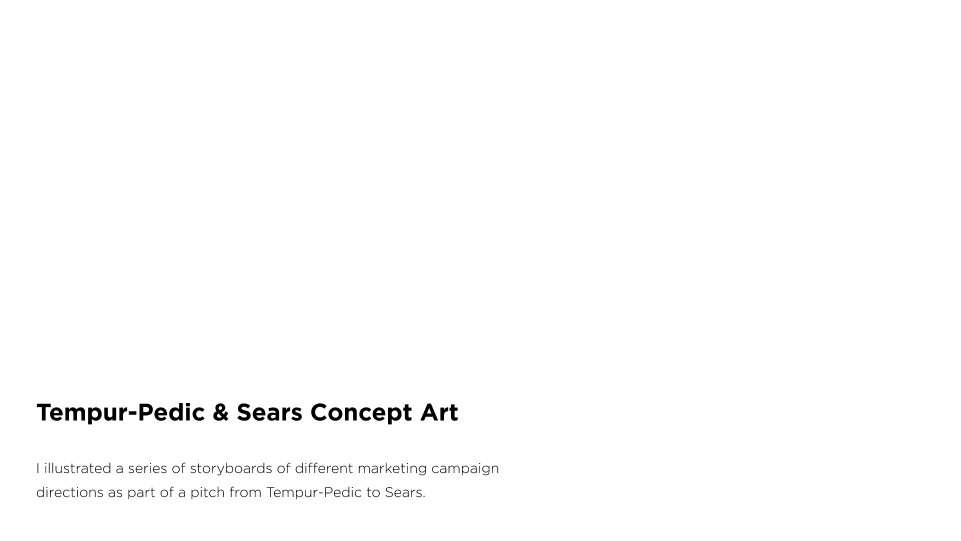 Tempur-Pedic & Sears Concept Art
I illustrated a series of storyboards of different marketing campaign
directions as part of a pitch from Tempur-Pedic to Sears.